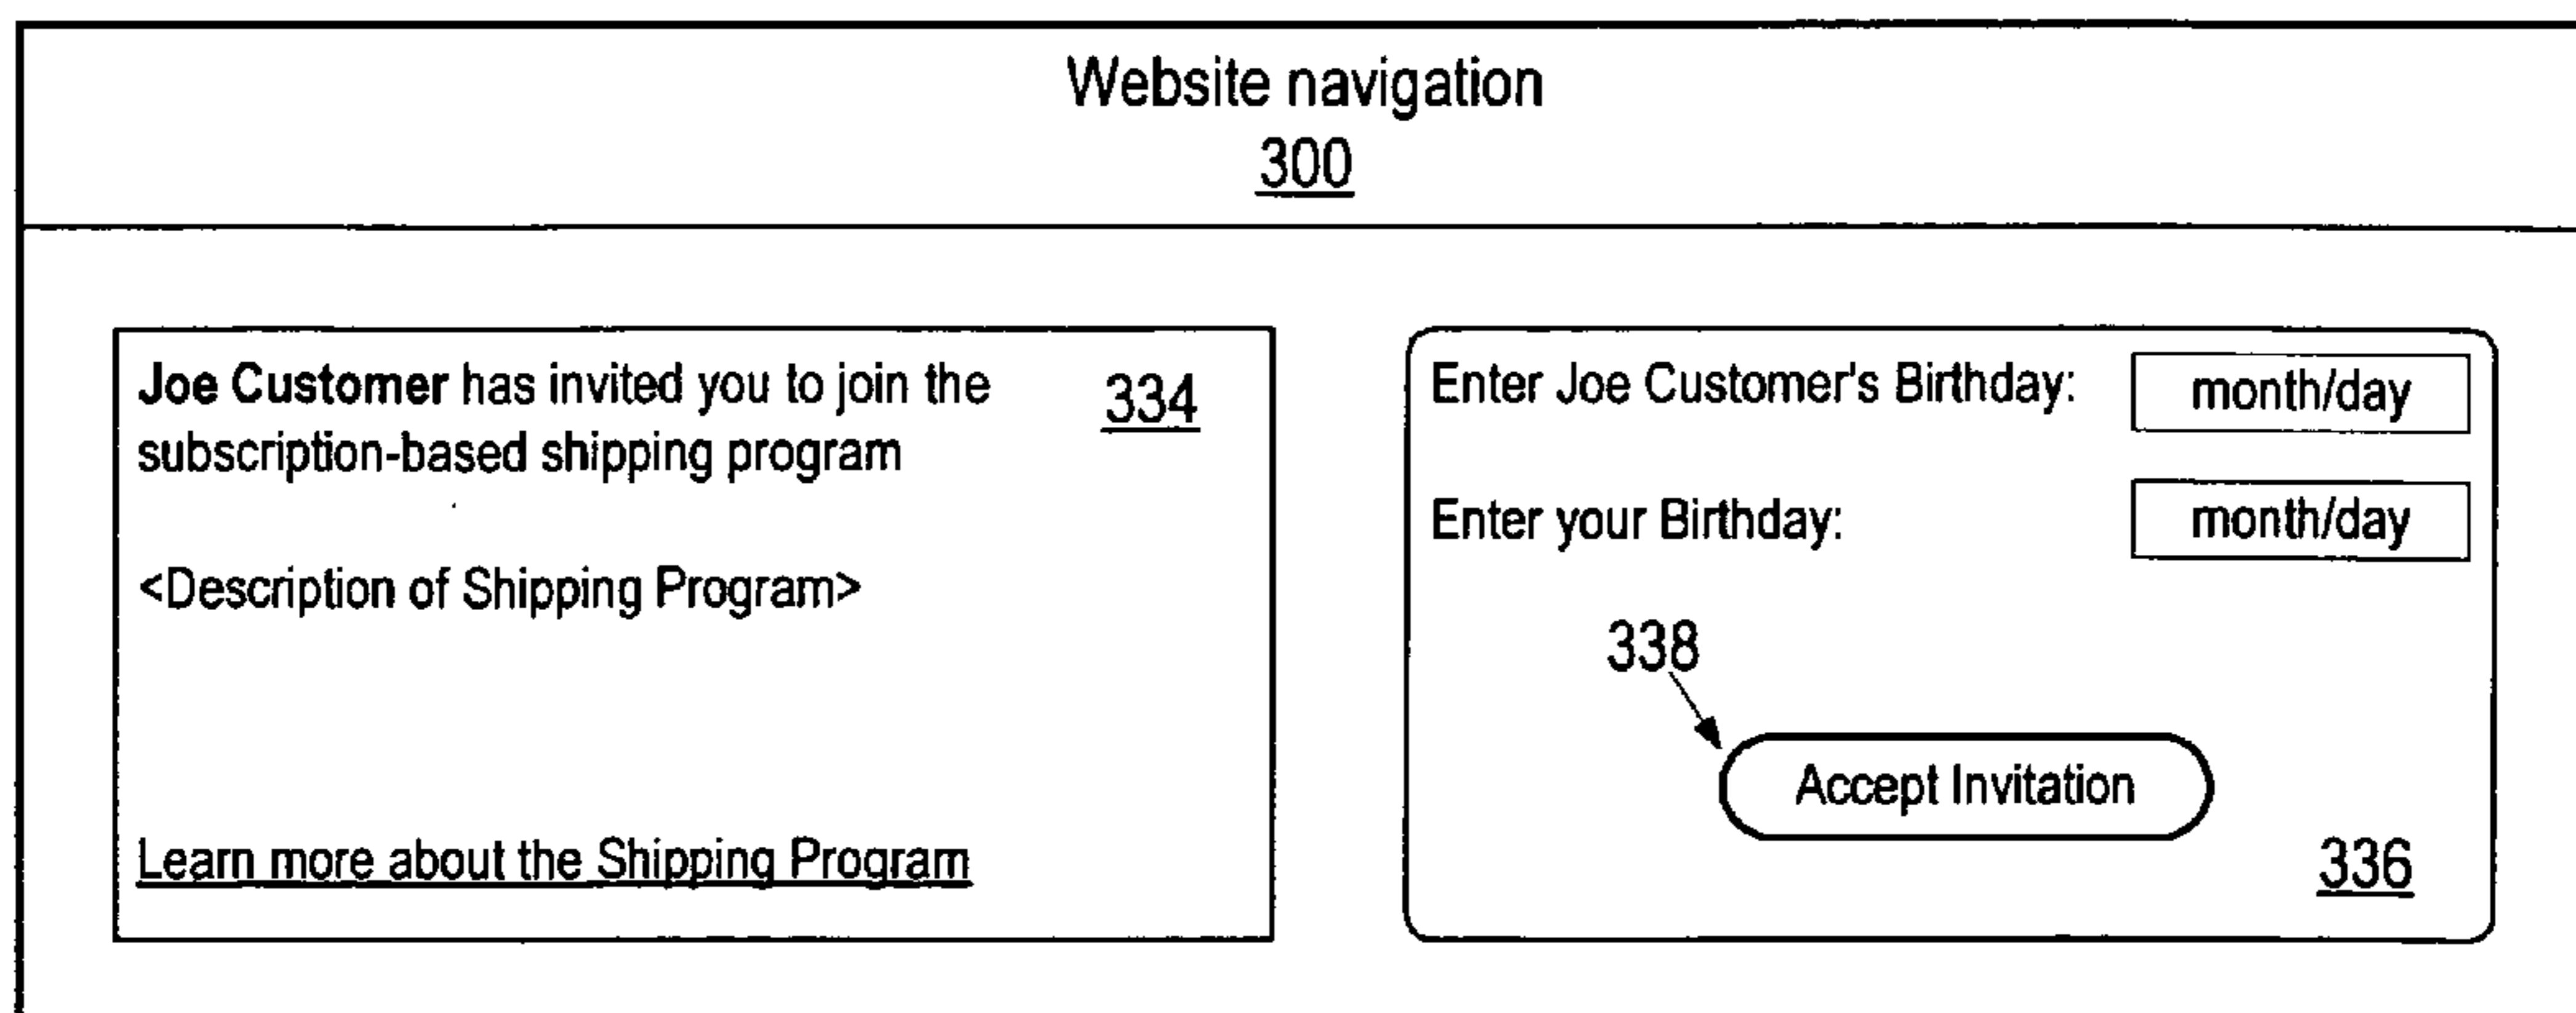 Website navigation
300
Joe Customer has invited you to join the
subscription-based shipping program
334
<Description of Shipping Program>
Learn more about the Shipping Program
Enter Joe Customer's Birthday:
month/day
Enter your Birthday:
month/day
338
Accept Invitation
336